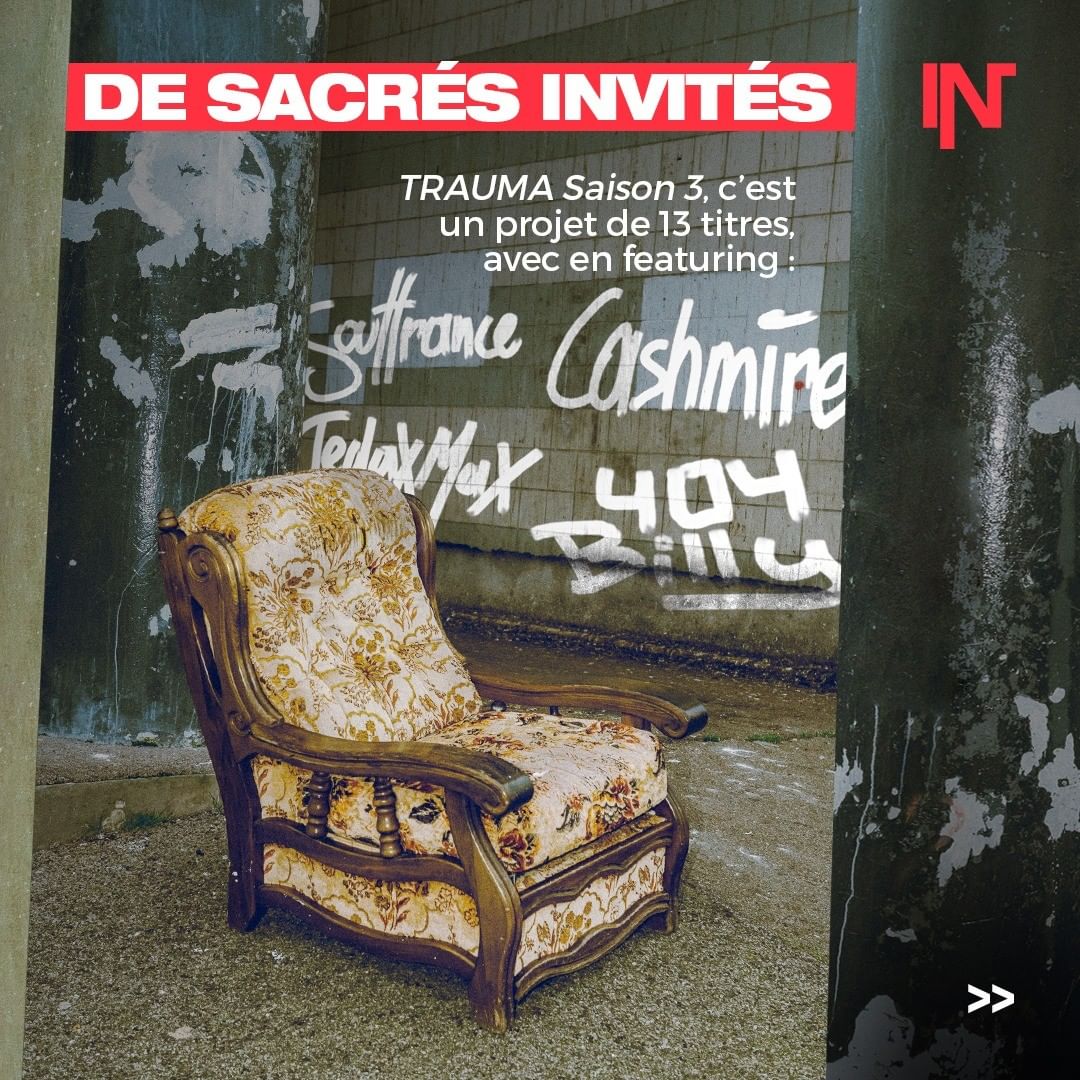 DE SACRÉS INVITÉS
IN
TRAUMA Saison 3, c’est
un projet de 13 titres,
avec en featuring :
Souffrance Cashmire
TedaxMax 404
Billy
>>